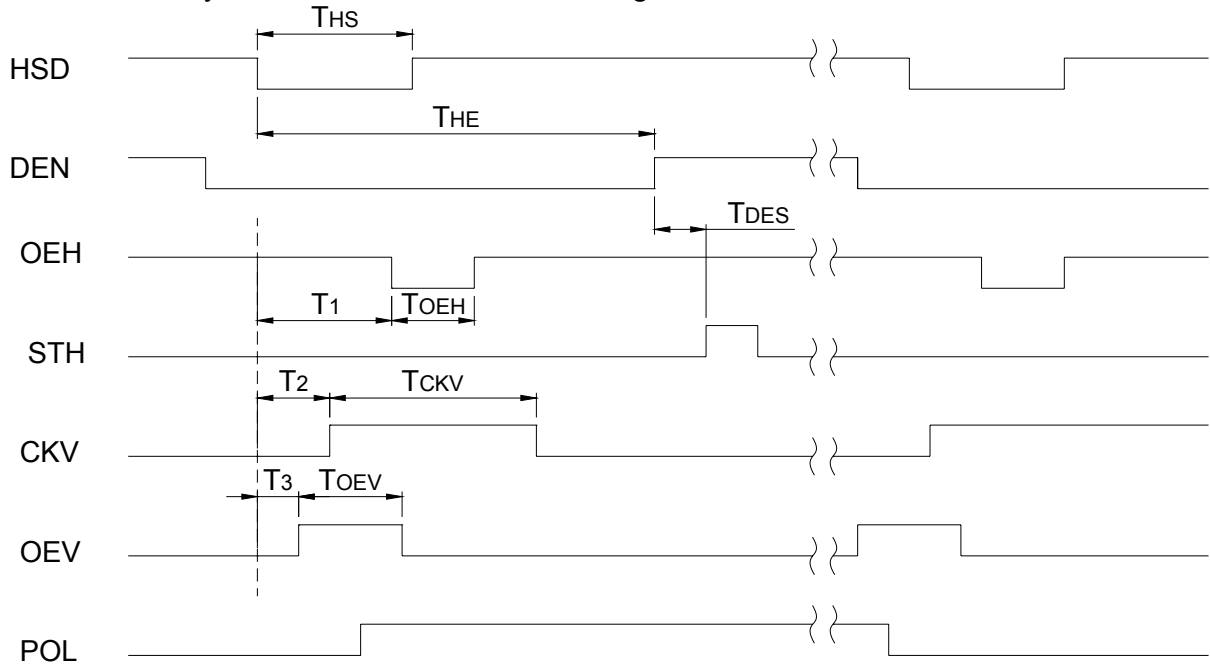 THS
HSD
THE
DEN
TDES
OEH
T1 TOEH
STH
T2 TCKV
CKV
T3 TOEV
OEV
POL